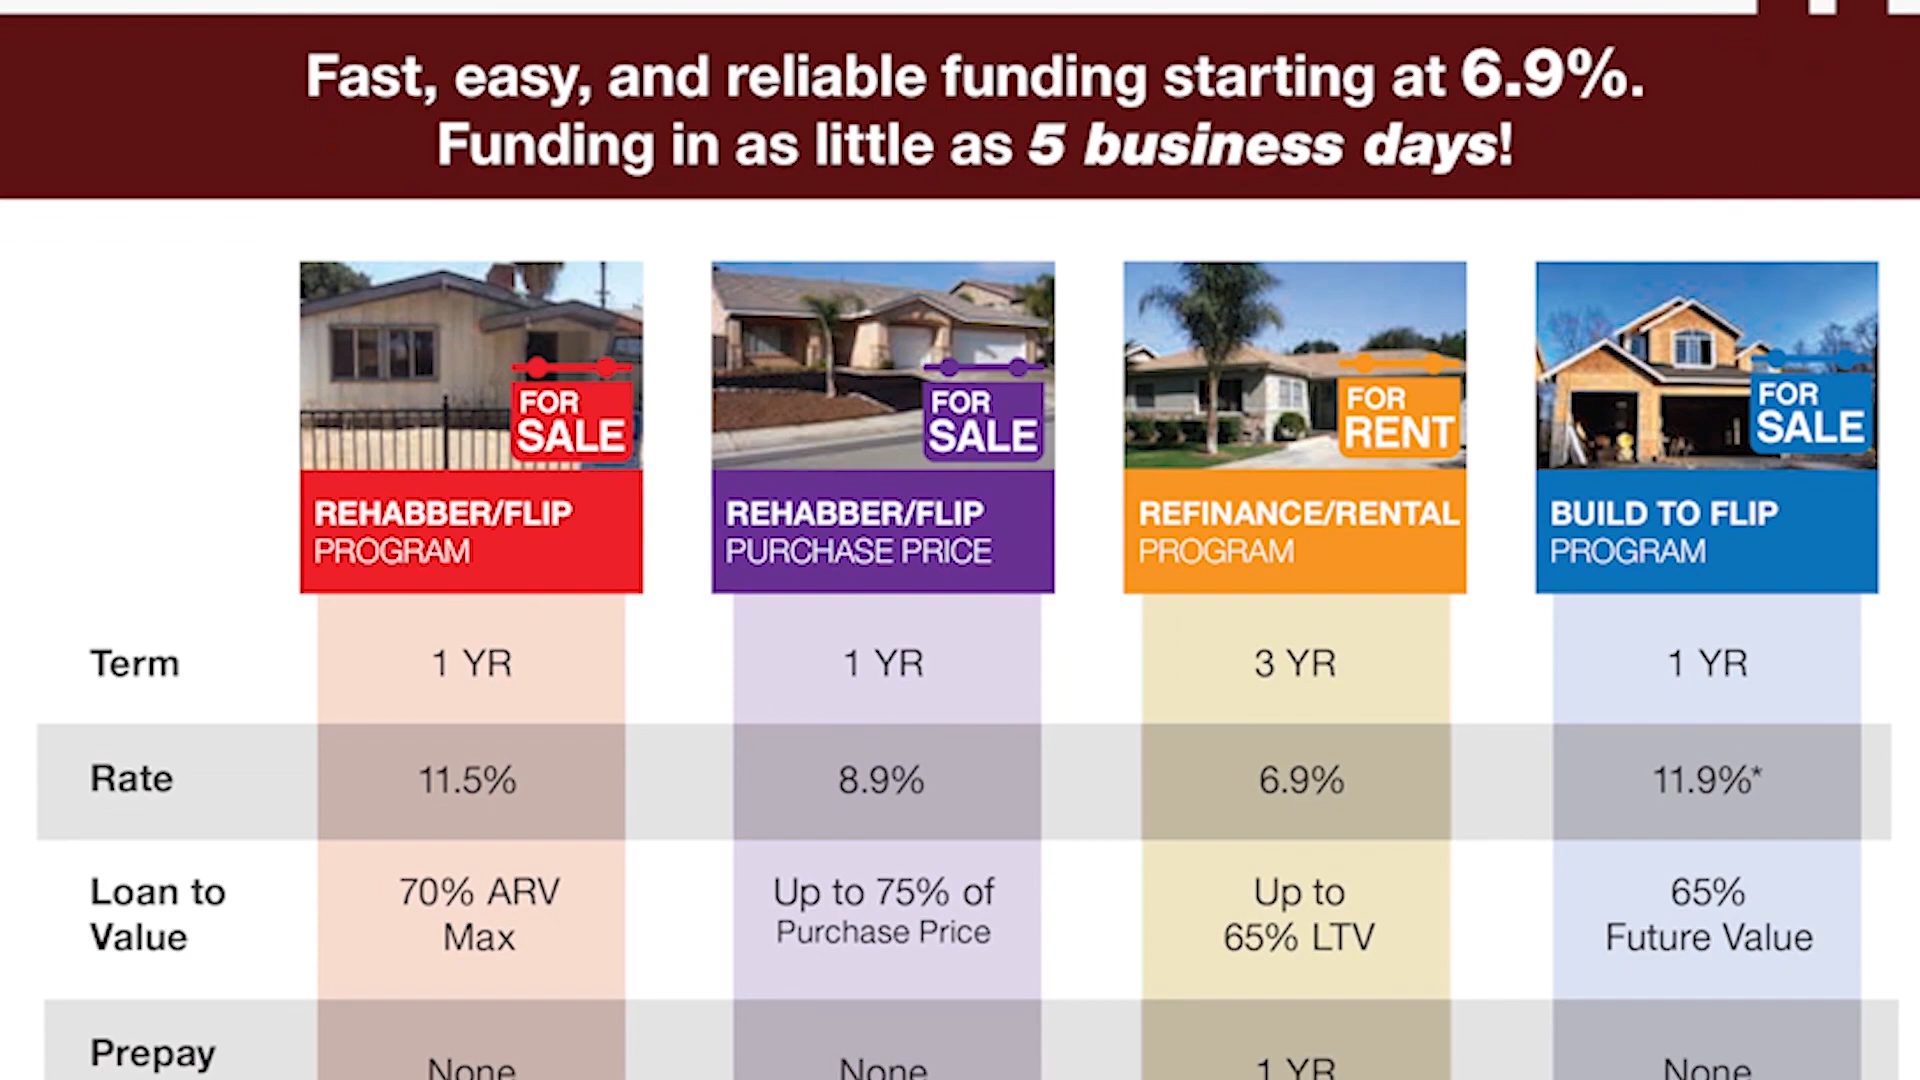 Fast, easy, and reliable funding starting at 6.9%.
Funding in as little as 5 business days!
FOR
SALE
FOR
SALE
FOR
RENT
FOR
SALE
REHABBER/FLIP
PROGRAM
REHABBER/FLIP
PURCHASE PRICE
REFINANCE/RENTAL
PROGRAM
BUILD TO FLIP
PROGRAM
Term 1 YR 1 YR 3 YR 1 YR
Rate 11.5% 8.9% 6.9% 11.9%*
Loan to
Value
70% ARV
Max
Up to 75% of
Purchase Price
Up to
65% LTV
65%
Future Value
Prepay
None None 1 YR None